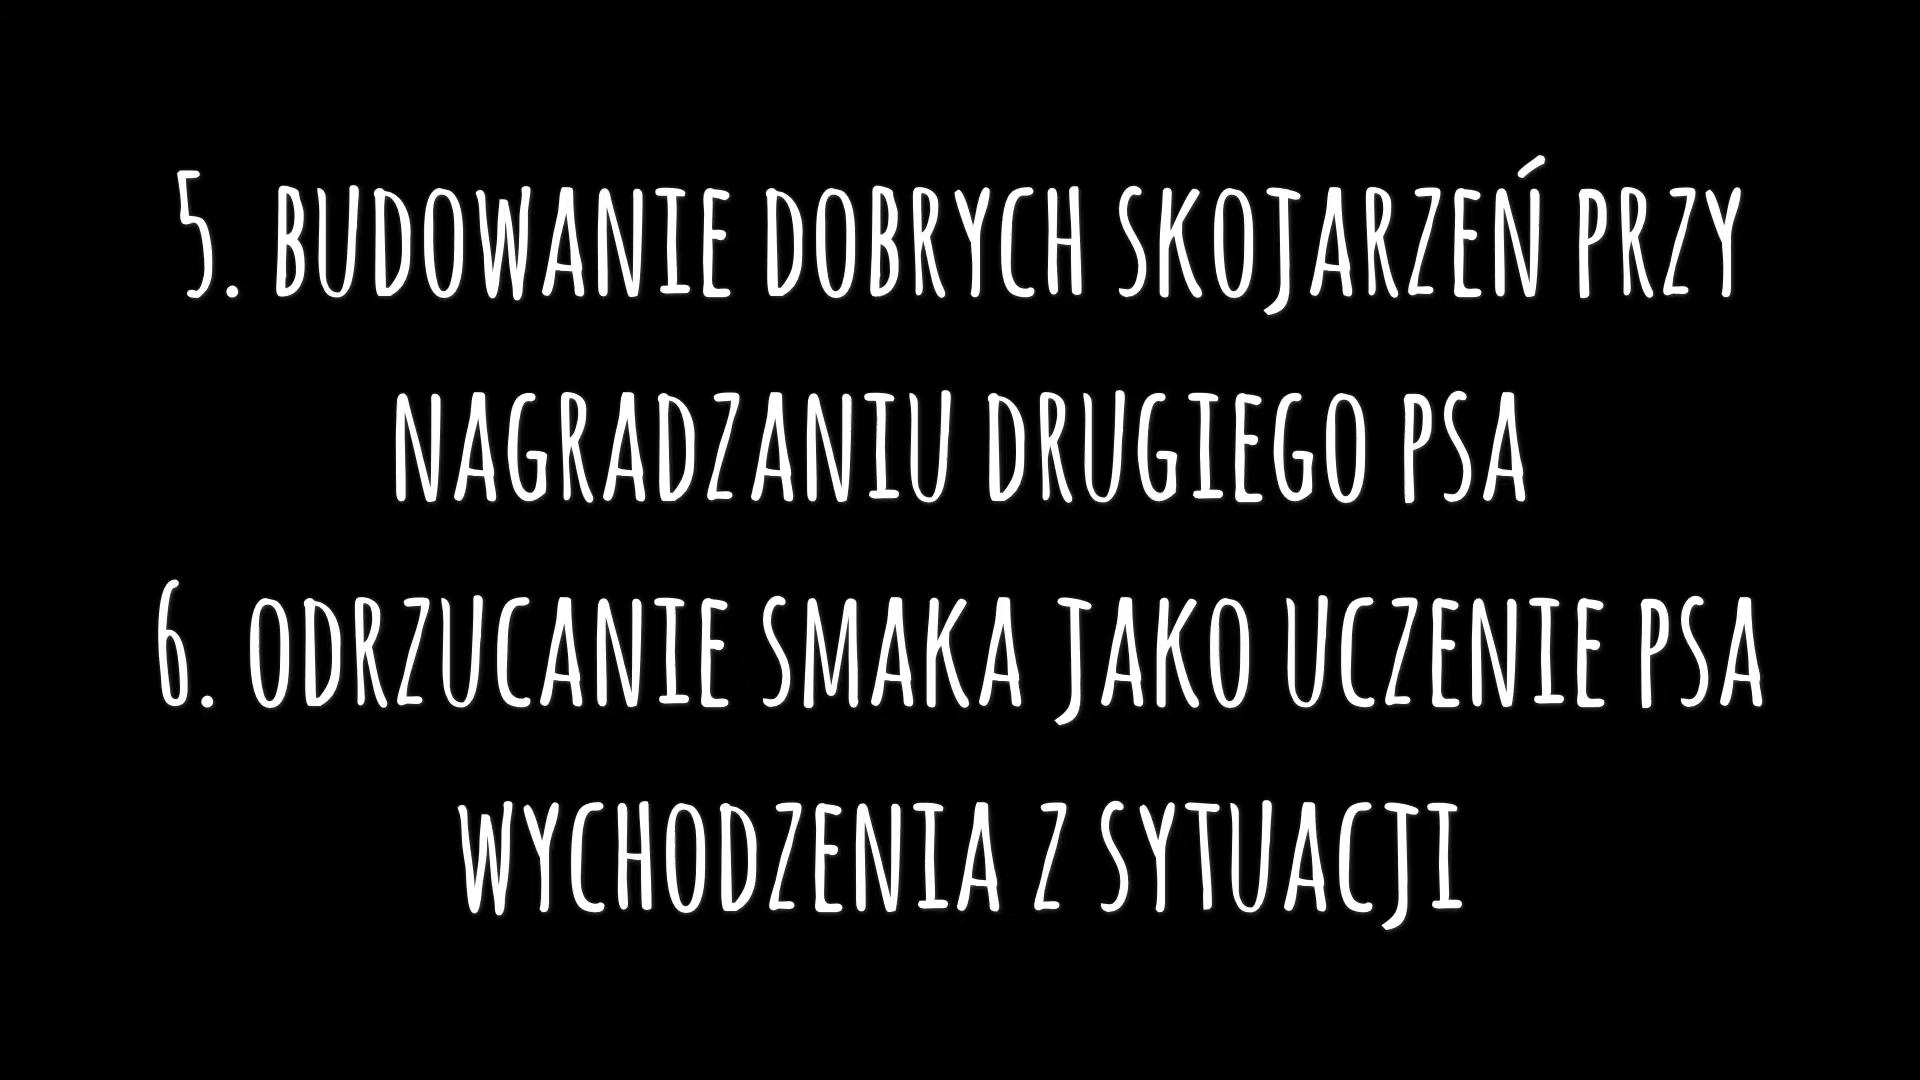 5. BUDOWANIE DOBRYCH SKOJARZEŃ PRZY
NAGRADZANIU DRUGIEGO PSA
6. ODRZUCANIE SMAKA JAKO UCZENIE PSA
WYCHODZENIA Z SYTUACJI